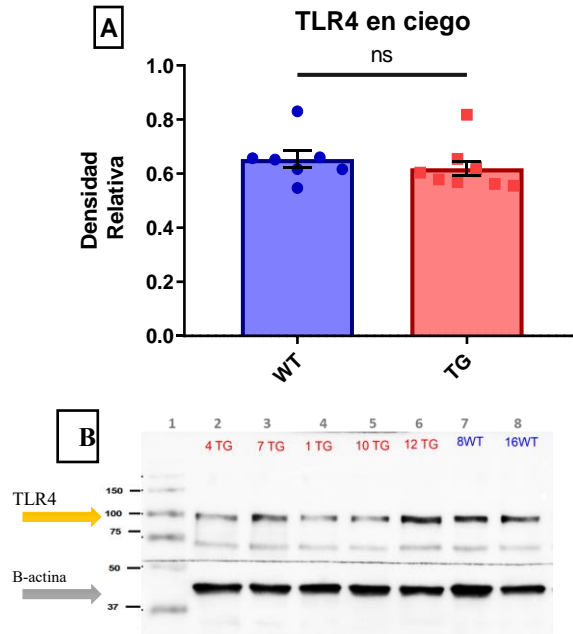 A
TLR4 en ciego
ns
1.0
0.8
0.6
0.4
0.2
0.0
Densidad
Relativa
WT
TG
B
1 2 3 4 5 6 7 8
4 TG 7 TG 1 TG 10 TG 12 TG 8WT 16WT
150
TLR4
100
75
50
B-actina
37